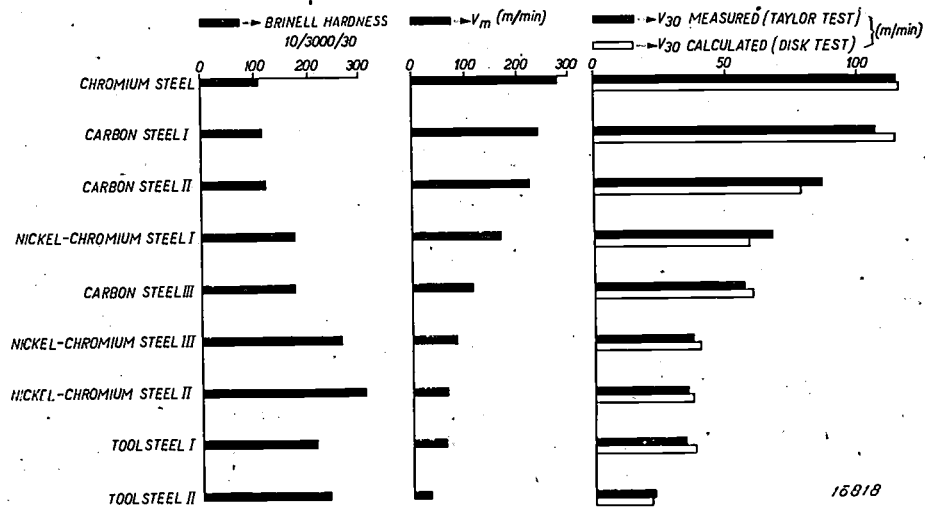 BRINELL HARDNESS
10/3000/30
Vm (m/min)
V30 MEASURED (TAYLOR TEST)
V30 CALCULATED (DISK TEST)
(m/min)
0 100 200 300
0 100 200 300
0 50 100
CHROMIUM STEEL
CARBON STEEL I
CARBON STEEL II
NICKEL-CHROMIUM STEEL I
CARBON STEEL III
NICKEL-CHROMIUM STEEL III
NICKEL-CHROMIUM STEEL II
TOOLSTEEL I
TOOLSTEEL II
16818